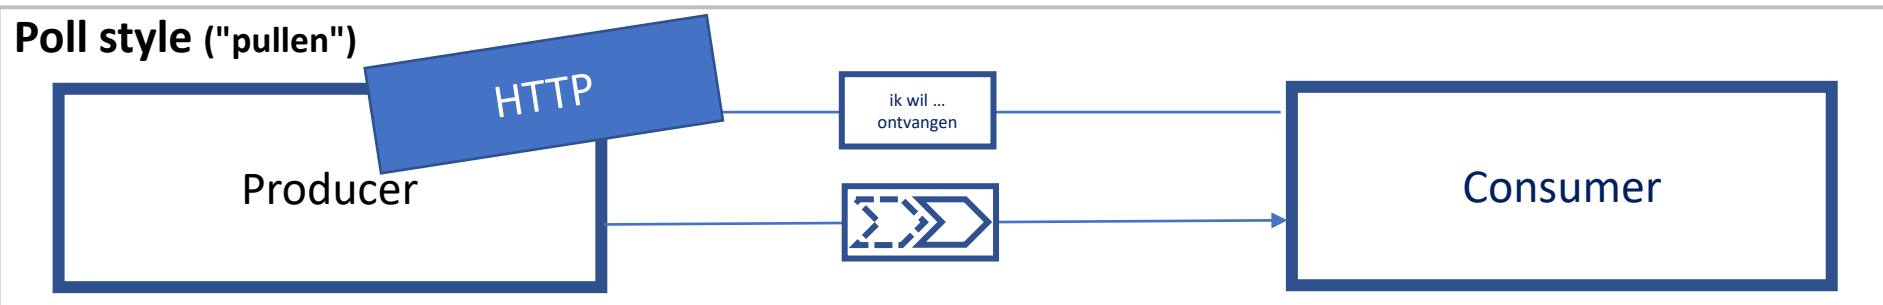 Poll style ("pullen")
HTTP
ik wil ...
ontvangen
Producer
Consumer